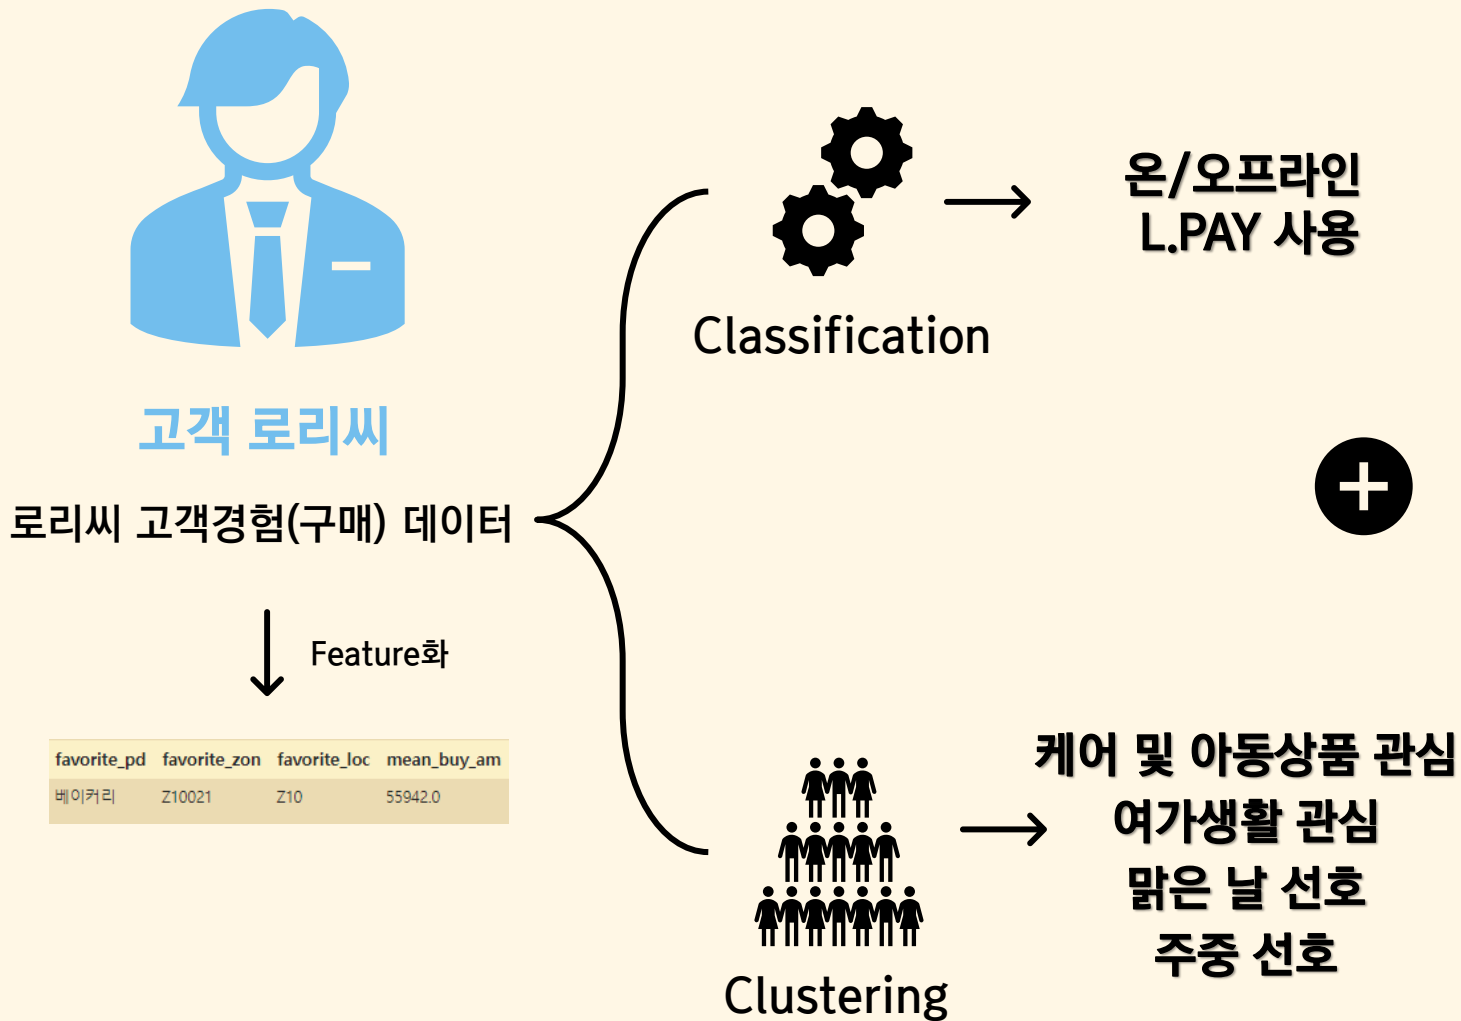 고객 로리씨
로리씨 고객경험(구매) 데이터
Feature화
favorite_pd favorite_zon favorite_loc mean_buy_am
베이커리 Z10021 Z10 55942.0
Classification
온/오프라인
L.PAY 사용
Clustering
케어 및 아동상품 관심
여가생활 관심
맑은 날 선호
주중 선호